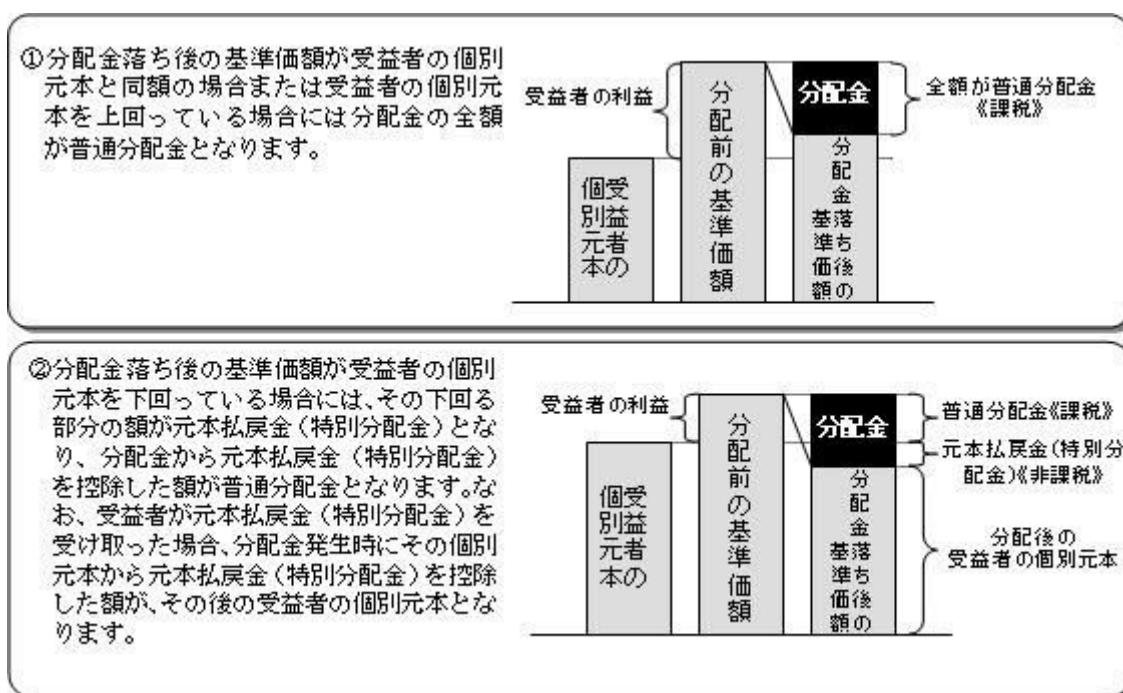 ①分配金落ち後の基準価額が受益者の個別
元本と同額の場合または受益者の個別元
本を上回っている場合には分配金の全額
が普通分配金となります。
受益者の利益
受益者の
個別元本
分配前の基準価額
分配金
分配金落ち後の
基準価額
全額が普通分配金
《課税》
②分配金落ち後の基準価額が受益者の個別
元本を下回っている場合には、その下回る
部分の額が元本払戻金（特別分配金）とな
り、分配金から元本払戻金（特別分配金）
を控除した額が普通分配金となります。な
お、受益者が元本払戻金（特別分配金）を
受け取った場合、分配金発生時にその個別
元本から元本払戻金（特別分配金）を控除
した額が、その後の受益者の個別元本とな
ります。
受益者の利益
受益者の
個別元本
分配前の基準価額
分配金
分配金落ち後の
基準価額
普通分配金《課税》
元本払戻金（特別分
配金）《非課税》
分配後の
受益者の個別元本